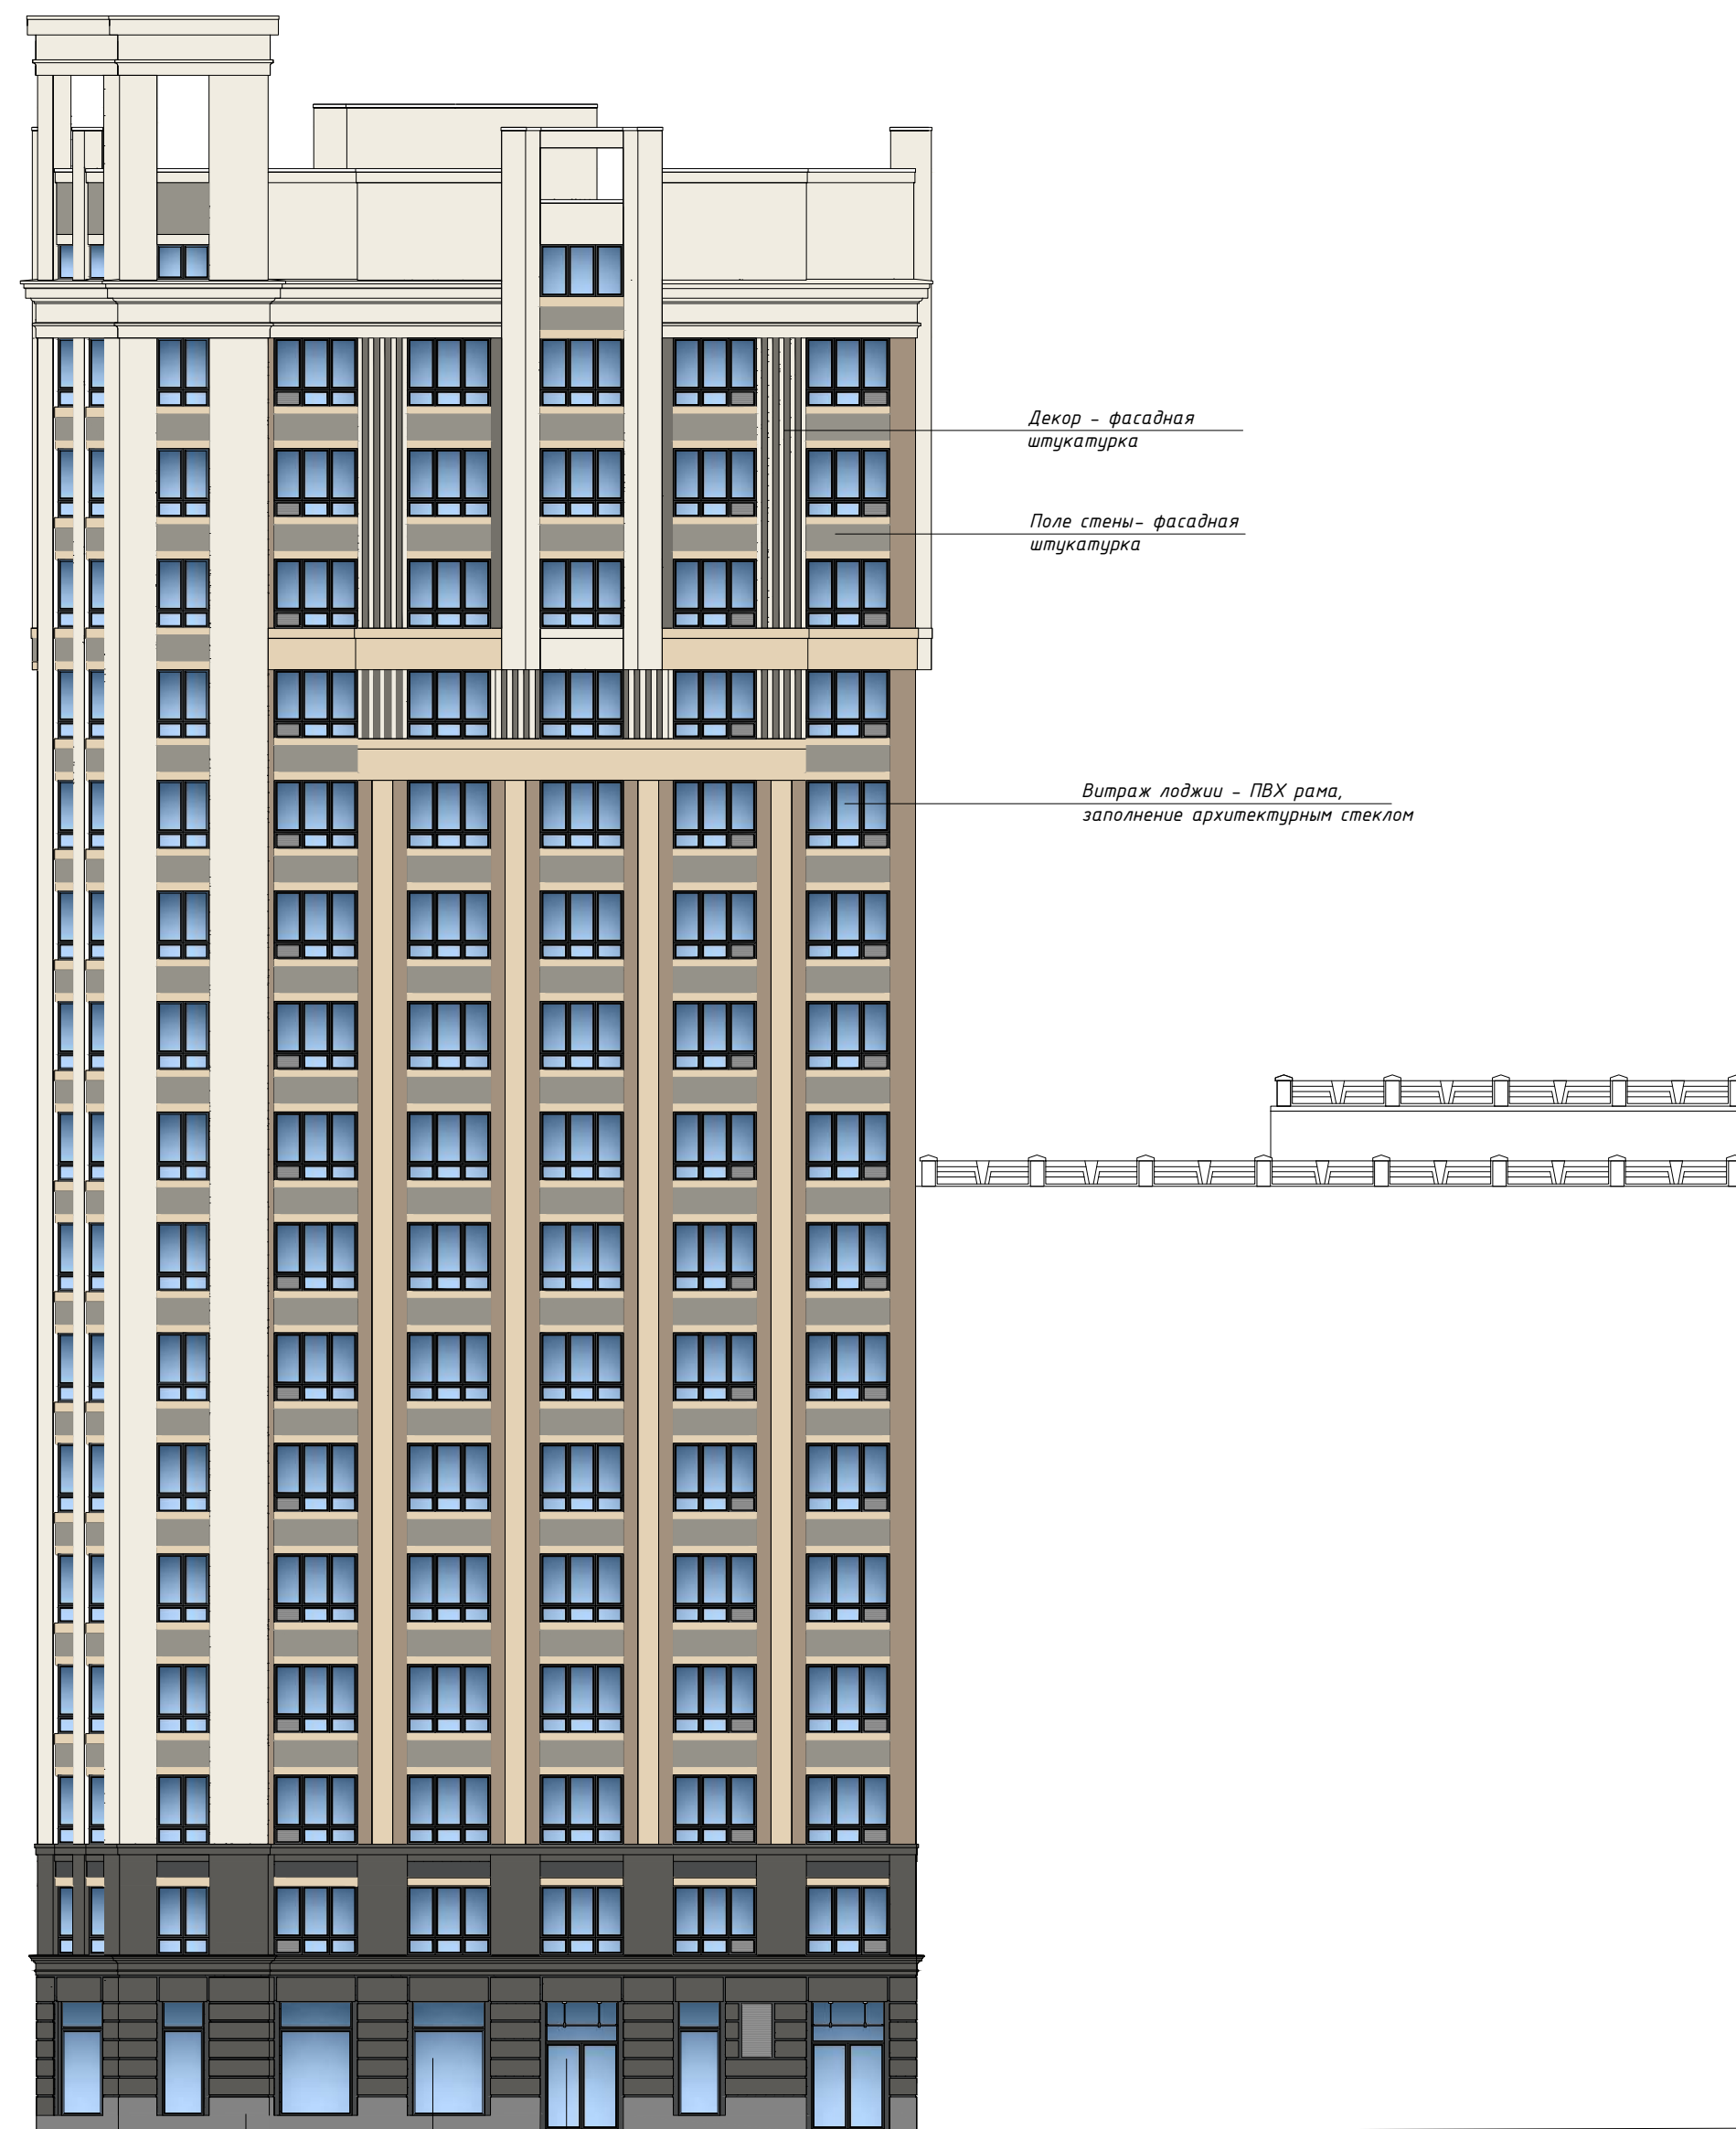 Декор - фасадная
штукатурка
Поле стены- фасадная
штукатурка
Витраж лоджии - ПВХ рама,
заполнение архитектурным стеклом